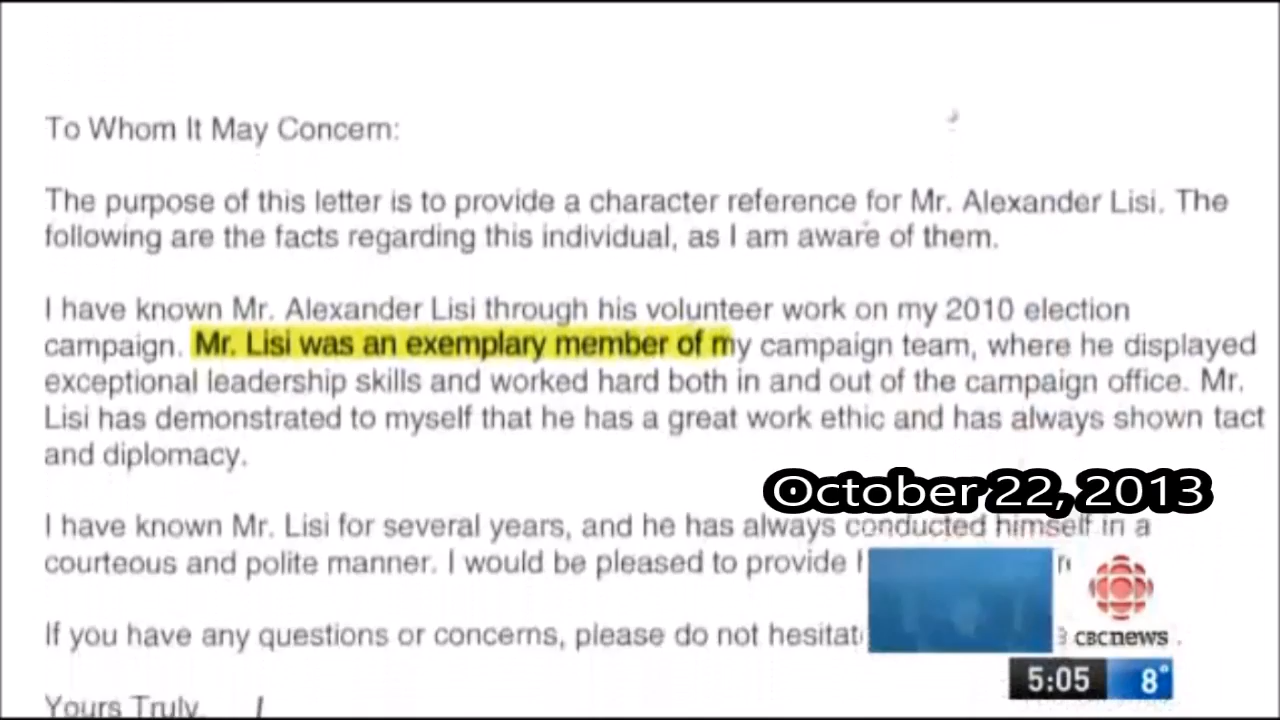 To Whom It May Concern:
The purpose of this letter is to provide a character reference for Mr. Alexander Lisi. The
following are the facts regarding this individual, as I am aware of them.
I have known Mr. Alexander Lisi through his volunteer work on my 2010 election
campaign. Mr. Lisi was an exemplary member of my campaign team, where he displayed
exceptional leadership skills and worked hard both in and out of the campaign office. Mr.
Lisi has demonstrated to myself that he has a great work ethic and has always shown tact
and diplomacy.
October 22, 2013
I have known Mr. Lisi for several years, and he has always conducted himself in a
courteous and polite manner. I would be pleased to provide
If you have any questions or concerns, please do not
CBCnews
5:05 8°
Yours Truly,